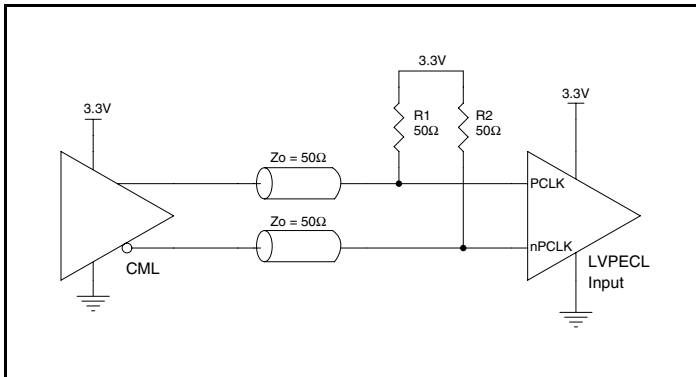 3.3V
3.3V
3.3V
R1
50Ω
R2
50Ω
Zo = 50Ω
PCLK
Zo = 50Ω
nPCLK
CML
LVPECL
Input